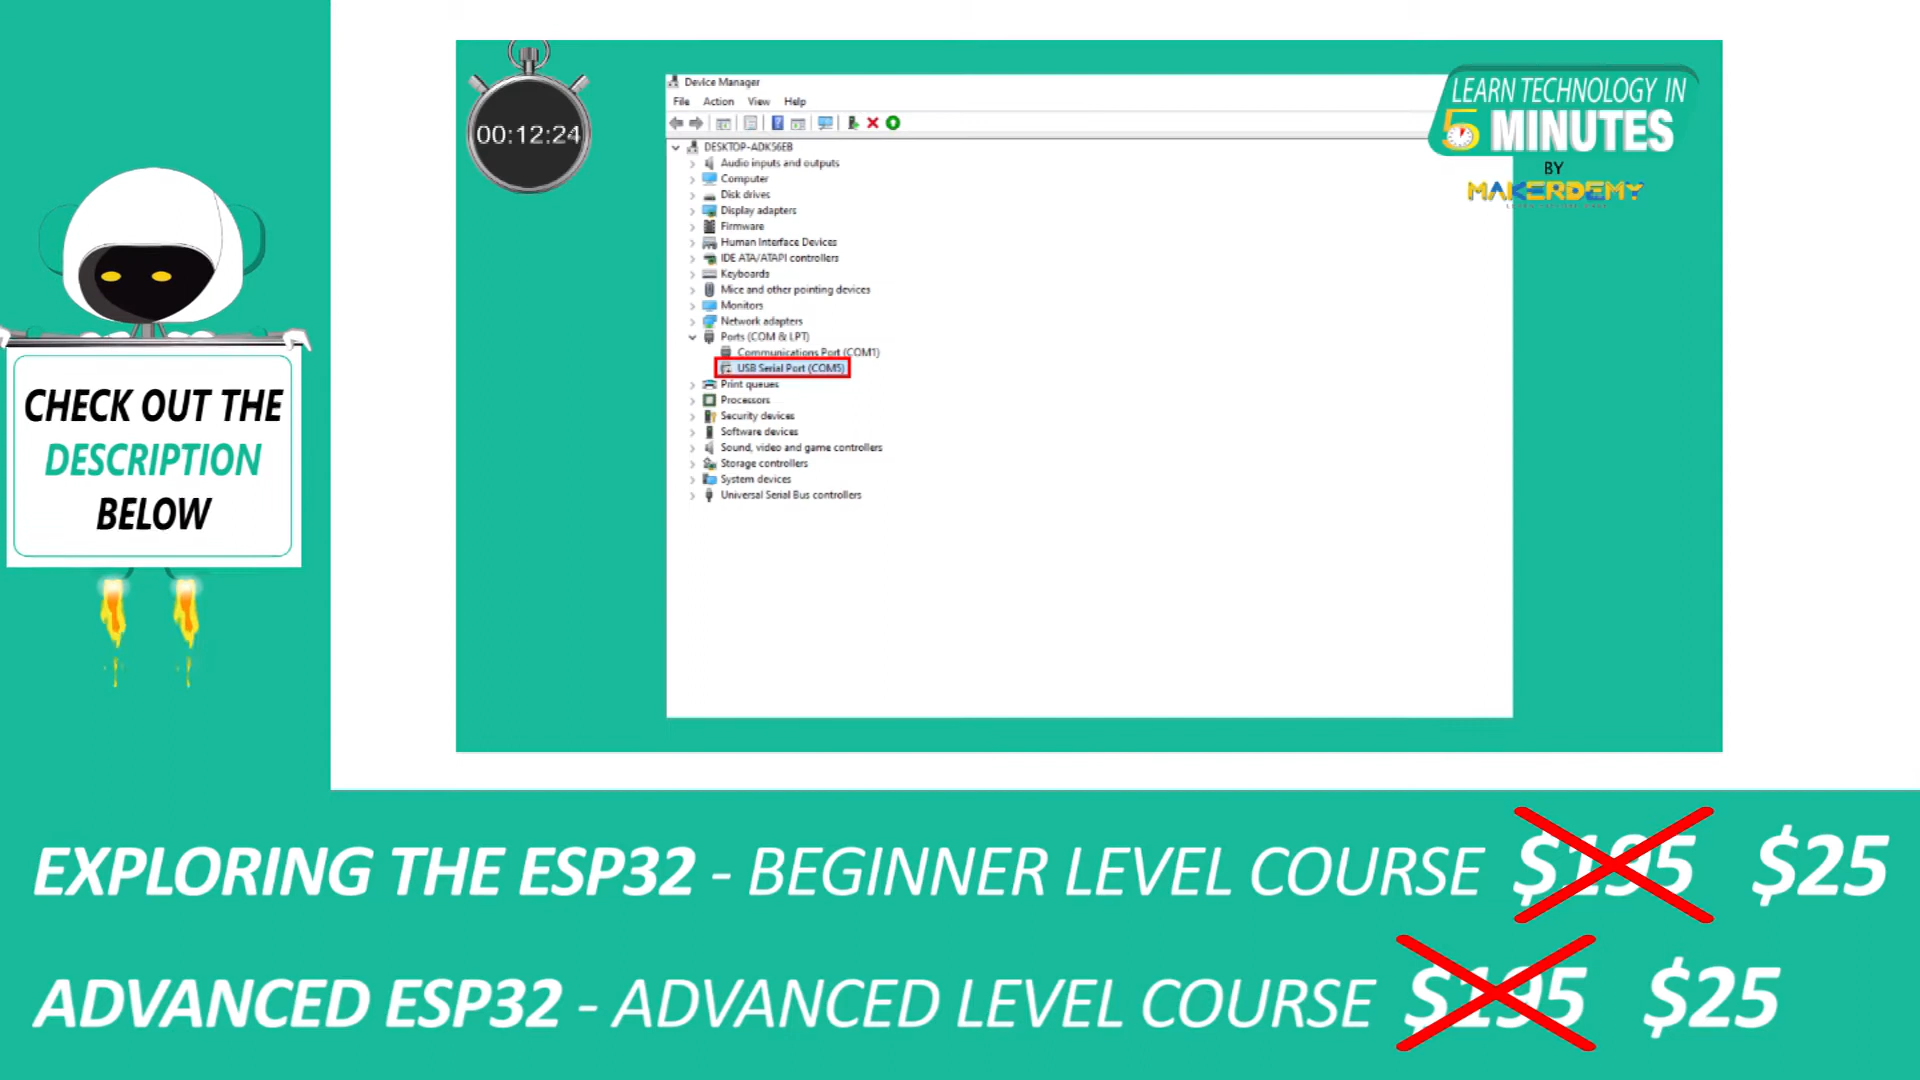 00:12:24
Device Manager
File Action View Help
DESKTOP-ADK56EB
Audio inputs and outputs
Computer
Disk drives
Display adapters
Firmware
Human Interface Devices
IDE ATA/ATAPI controllers
Keyboards
Mice and other pointing devices
Monitors
Network adapters
Ports (COM & LPT)
Communications Port (COM1)
USB Serial Port (COM5)
Print queues
Processors
Security devices
Software devices
Sound, video and game controllers
Storage controllers
System devices
Universal Serial Bus controllers
LEARN TECHNOLOGY IN
5 MINUTES
BY
MAKERDEMY
CHECK OUT THE
DESCRIPTION
BELOW
EXPLORING THE ESP32 - BEGINNER LEVEL COURSE $195 $25
ADVANCED ESP32 - ADVANCED LEVEL COURSE $195 $25